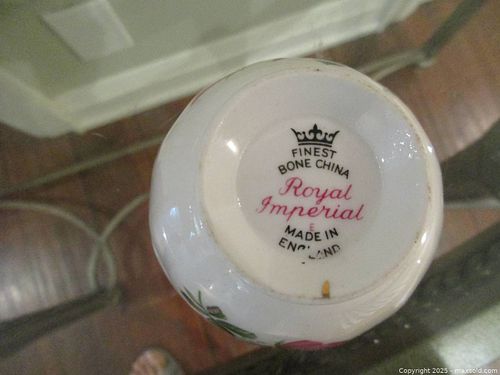 FINEST
BONE CHINA
Royal
Imperial
E
MADE IN
ENGLAND
Copyright 2025 - maxsold.com